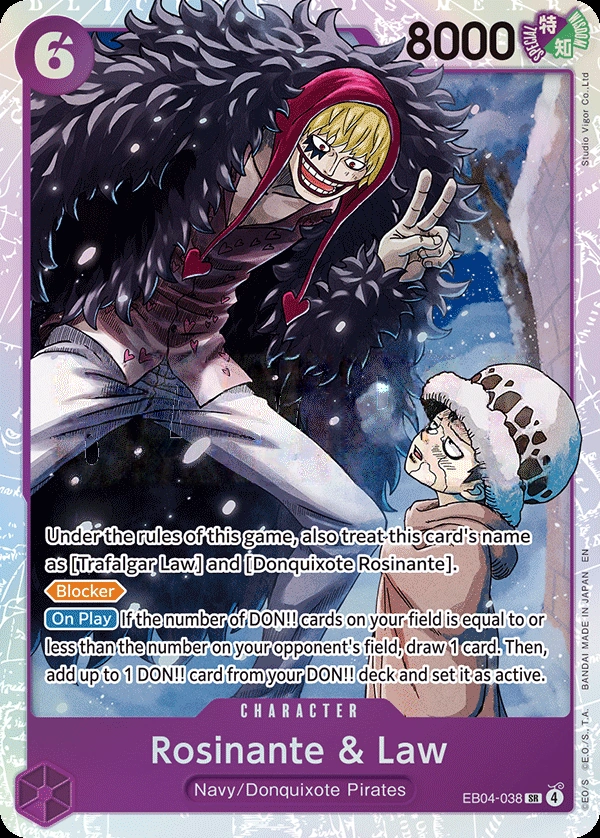 6
8000
特
知
SPECIAL
WISDOM
Studio Vigor Co.,Ltd
Under the rules of this game, also treat this card's name
as [Trafalgar Law] and [Donquixote Rosinante].
Blocker
On Play If the number of DON!! cards on your field is equal to or
less than the number on your opponent's field, draw 1 card. Then,
add up to 1 DON!! card from your DON!! deck and set it as active.
CHARACTER
Rosinante & Law
Navy/Donquixote Pirates
EB04-038 SR 4
©E.O/S ©E.O./S., T.A. BANDAI MADE IN JAPAN EN